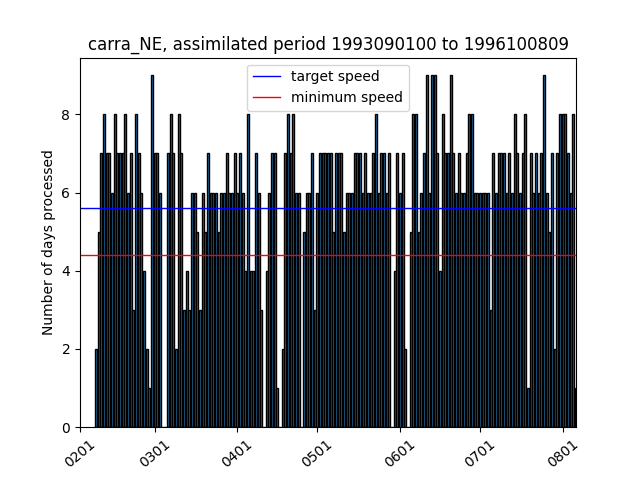 carra_NE, assimilated period 1993090100 to 1996100809
target speed
minimum speed
Number of days processed
8
6
4
2
0
0201 0301 0401 0501 0601 0701 0801